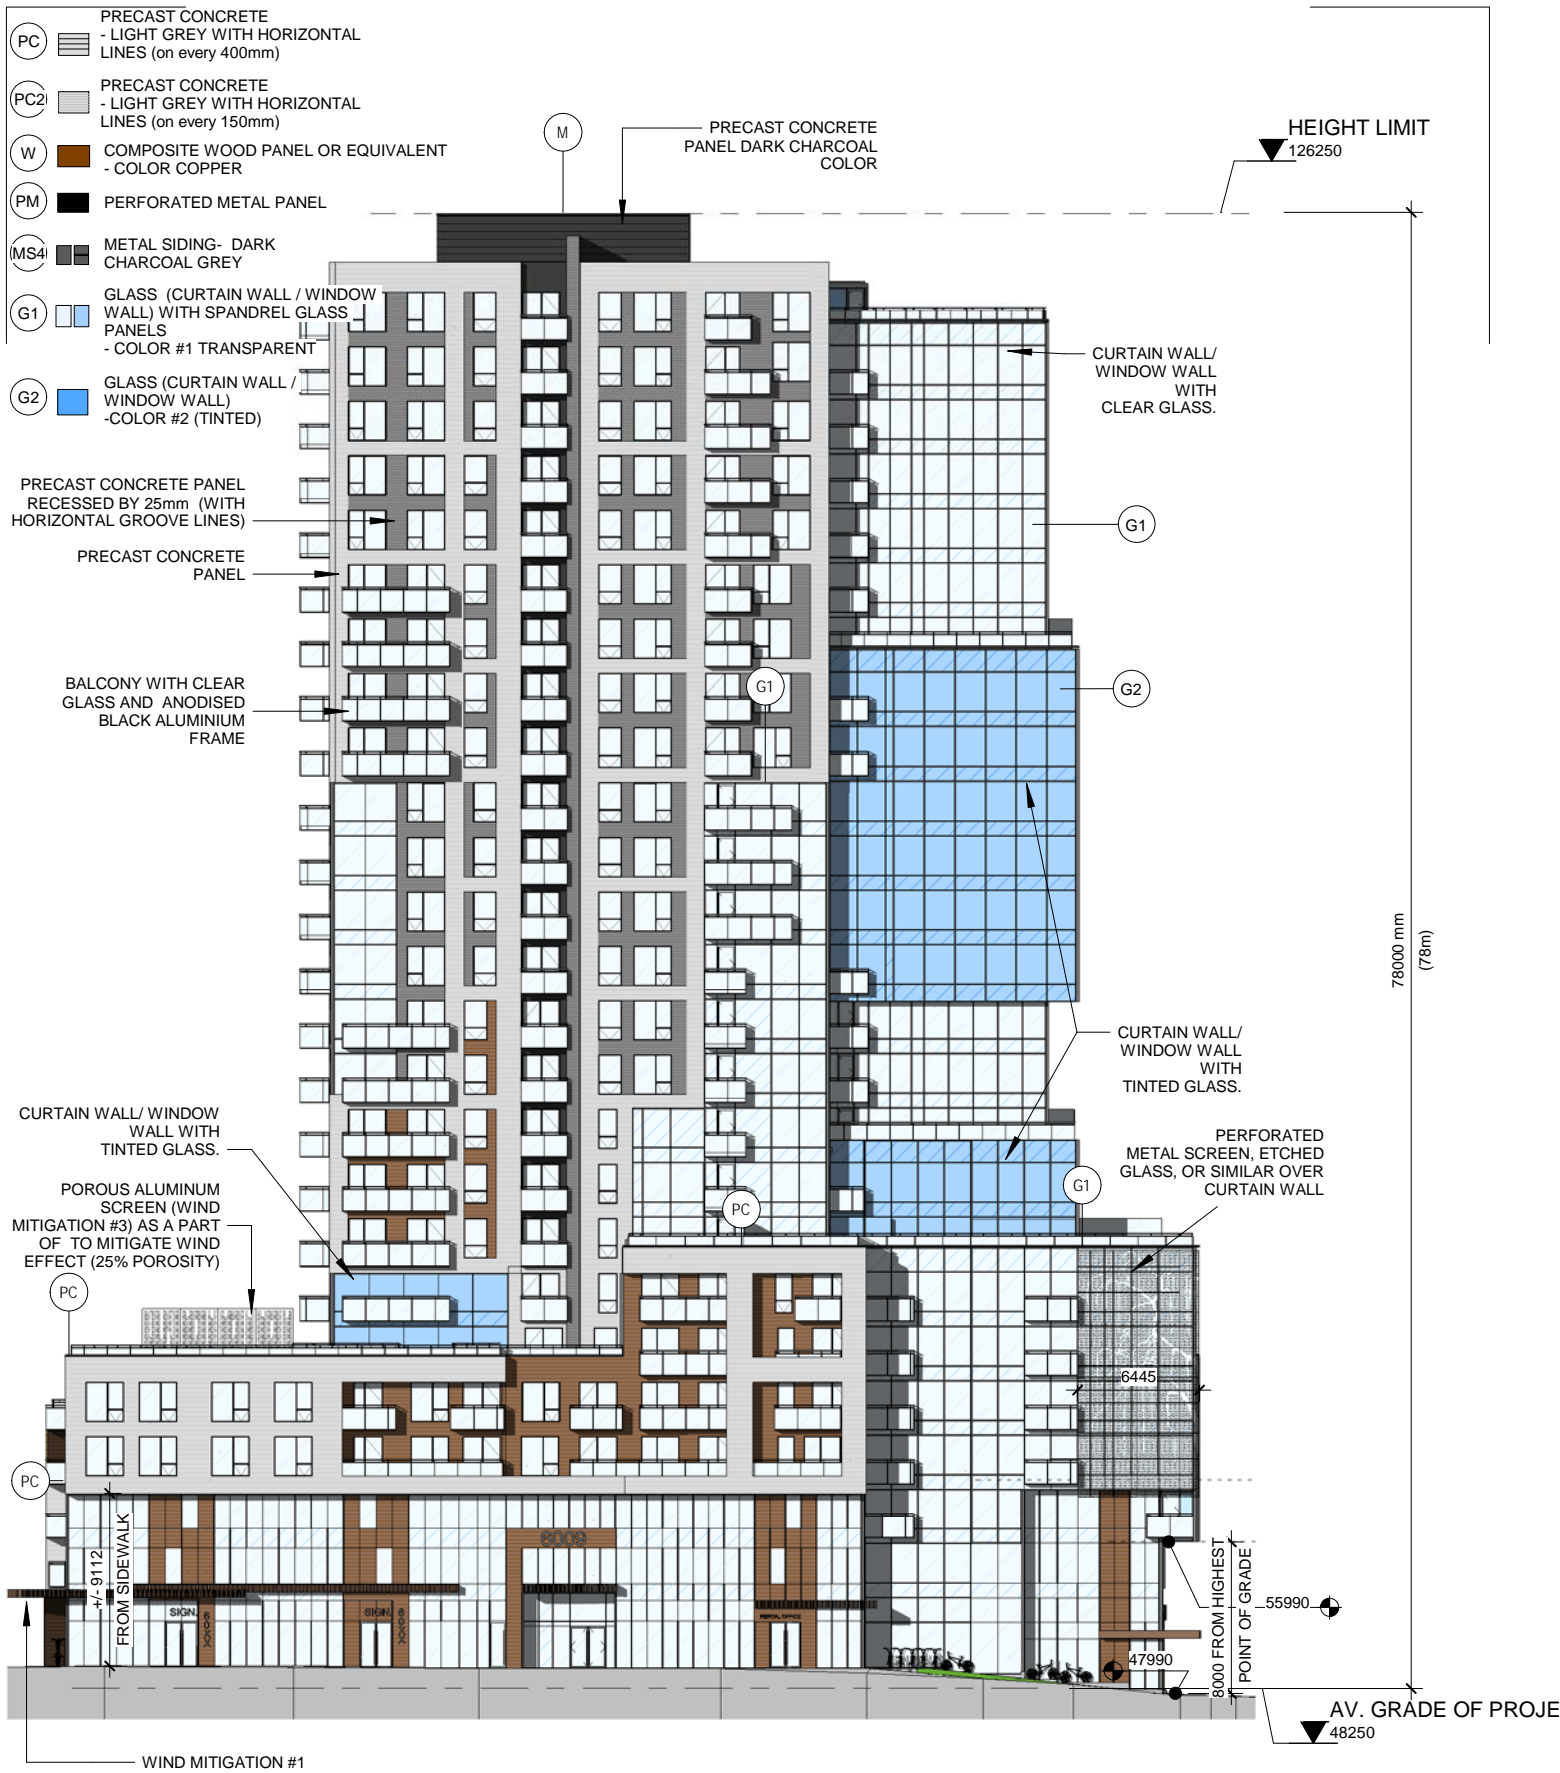 PC
PRECAST CONCRETE
- LIGHT GREY WITH HORIZONTAL
LINES (on every 400mm)
PC2
PRECAST CONCRETE
- LIGHT GREY WITH HORIZONTAL
LINES (on every 150mm)
W
COMPOSITE WOOD PANEL OR EQUIVALENT
- COLOR COPPER
PM
PERFORATED METAL PANEL
MS4
METAL SIDING- DARK
CHARCOAL GREY
G1
GLASS (CURTAIN WALL / WINDOW
WALL) WITH SPANDREL GLASS
PANELS
- COLOR #1 TRANSPARENT
G2
GLASS (CURTAIN WALL /
WINDOW WALL)
-COLOR #2 (TINTED)
M
PRECAST CONCRETE
PANEL DARK CHARCOAL
COLOR
HEIGHT LIMIT
126250
CURTAIN WALL/
WINDOW WALL
WITH
CLEAR GLASS.
PRECAST CONCRETE PANEL
RECESSED BY 25mm (WITH
HORIZONTAL GROOVE LINES)
G1
PRECAST CONCRETE
PANEL
BALCONY WITH CLEAR
GLASS AND ANODISED
BLACK ALUMINIUM
FRAME
G1
G2
78000 mm
(78m)
CURTAIN WALL/
WINDOW WALL
WITH
TINTED GLASS.
CURTAIN WALL/ WINDOW
WALL WITH
TINTED GLASS.
PERFORATED
METAL SCREEN, ETCHED
GLASS, OR SIMILAR OVER
CURTAIN WALL
G1
PC
POROUS ALUMINUM
SCREEN (WIND
MITIGATION #3) AS A PART
OF TO MITIGATE WIND
EFFECT (25% POROSITY)
PC
6445
PC
+/- 9112
FROM SIDEWALK
6009
SIGN.
60XX
SIGN.
60XX
RENTAL OFFICE
8000 FROM HIGHEST
POINT OF GRADE
55990
47990
AV. GRADE OF PROJE
48250
WIND MITIGATION #1